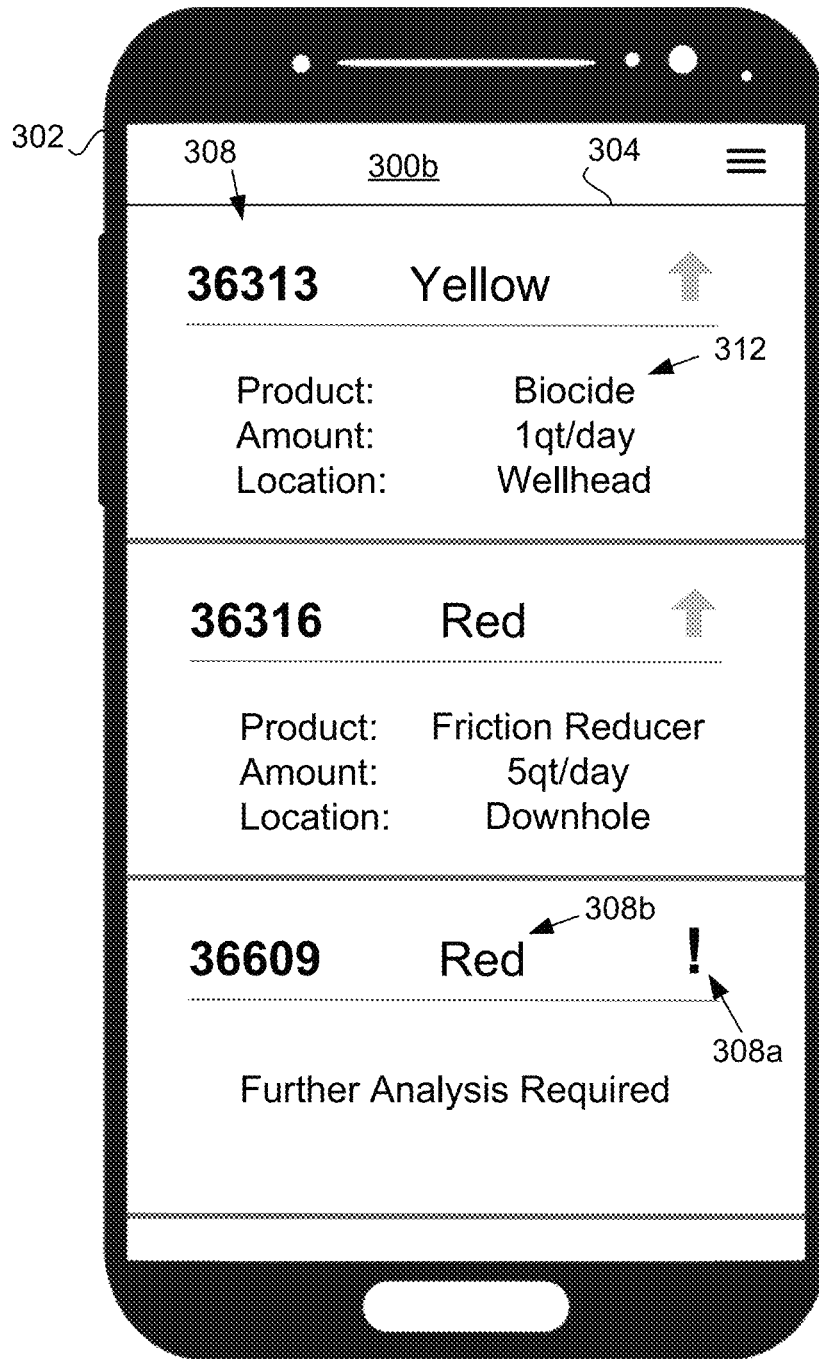 302
308
300b
304
36313 Yellow
312
Product: Biocide
Amount: 1qt/day
Location: Wellhead
36316 Red
Product: Friction Reducer
Amount: 5qt/day
Location: Downhole
308b
36609 Red !
308a
Further Analysis Required